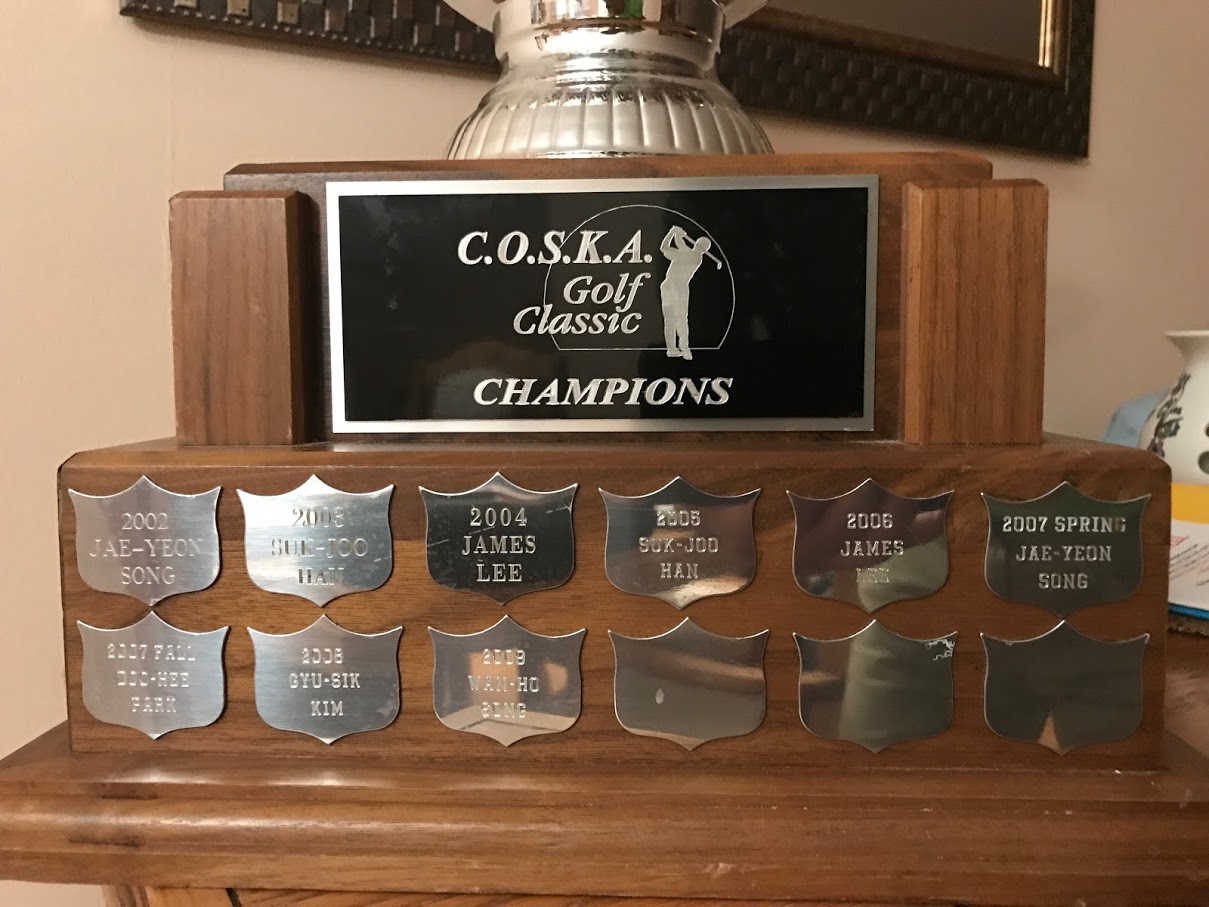 C.O.S.K.A.
Golf
Classic
CHAMPIONS
2002
JAE-YEON
SONG
2003
SUK-JOO
HAN
2004
JAMES
LEE
2005
SUK-JOO
HAN
2006
JAMES
LEE
2007 SPRING
JAE-YEON
SONG
2007 FALL
DOO-HEE
PARK
2008
GYU-SIK
KIM
2009
WAN-HO
SONG